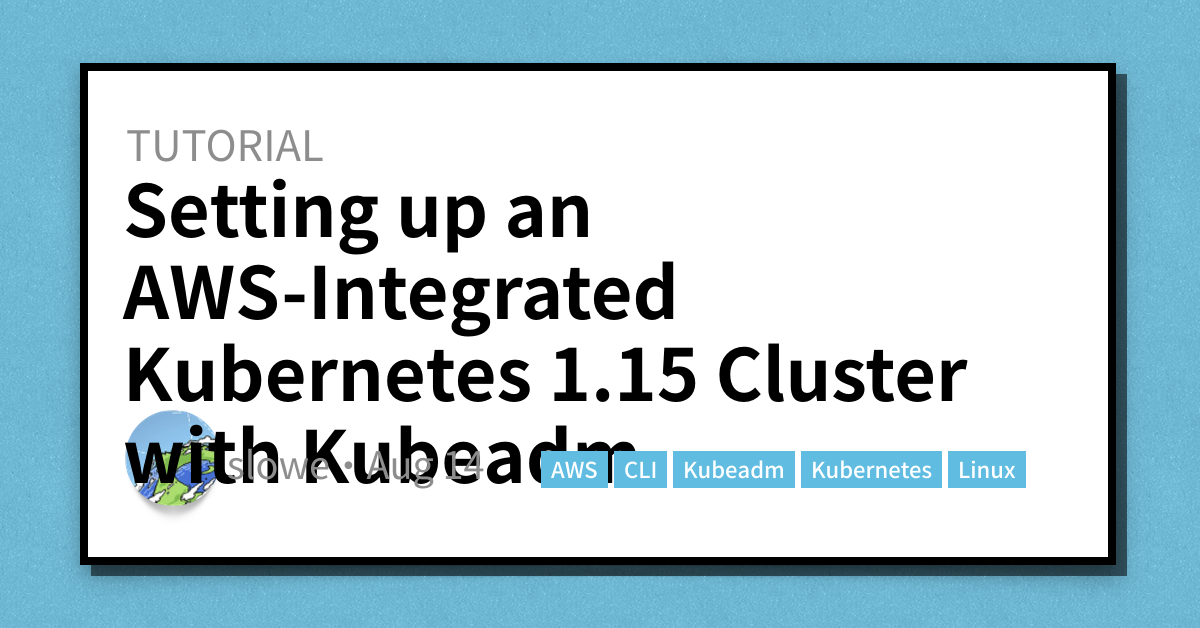 TUTORIAL
Setting up an
AWS-Integrated
Kubernetes 1.15 Cluster
with Kubeadm
slowe • Aug 14
AWS CLI Kubeadm Kubernetes Linux